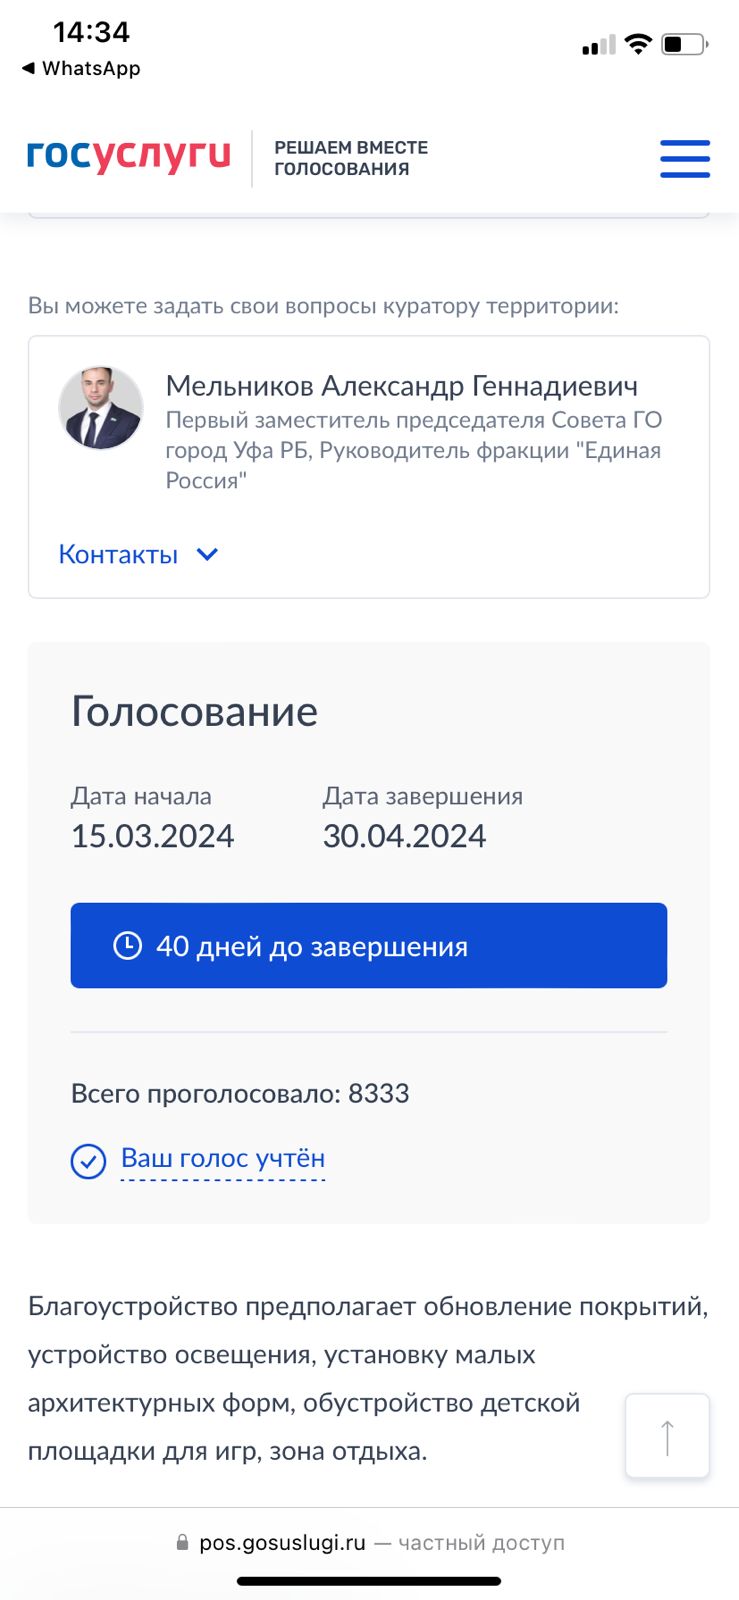 14:34
◀ WhatsApp
госуслуги
РЕШАЕМ ВМЕСТЕ
ГОЛОСОВАНИЯ
Вы можете задать свои вопросы куратору территории:
Мельников Александр Геннадиевич
Первый заместитель председателя Совета ГО
город Уфа РБ, Руководитель фракции "Единая
Россия"
Контакты
Голосование
Дата начала
15.03.2024
Дата завершения
30.04.2024
40 дней до завершения
Всего проголосовало: 8333
Ваш голос учтён
Благоустройство предполагает обновление покрытий,
устройство освещения, установку малых
архитектурных форм, обустройство детской
площадки для игр, зона отдыха.
pos.gosuslugi.ru — частный доступ